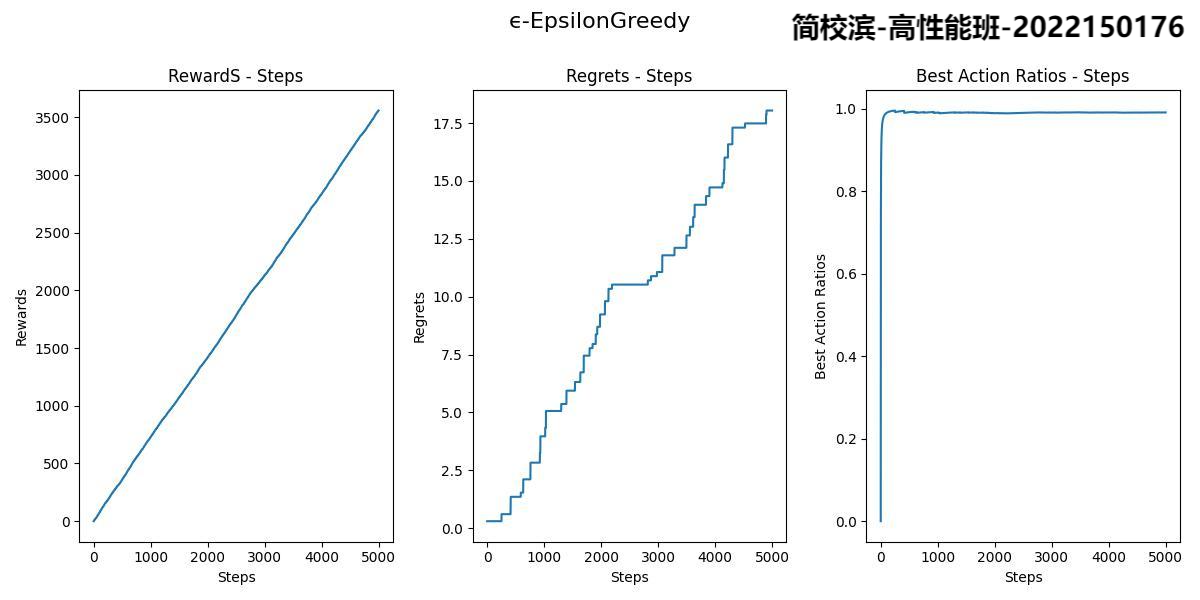 ϵ-EpsilonGreedy
简校滨-高性能班-2022150176
RewardS - Steps
Rewards
3500
3000
2500
2000
1500
1000
500
0
0 1000 2000 3000 4000 5000
Steps
Regrets - Steps
Regrets
17.5
15.0
12.5
10.0
7.5
5.0
2.5
0.0
0 1000 2000 3000 4000 5000
Steps
Best Action Ratios - Steps
Best Action Ratios
1.0
0.8
0.6
0.4
0.2
0.0
0 1000 2000 3000 4000 5000
Steps